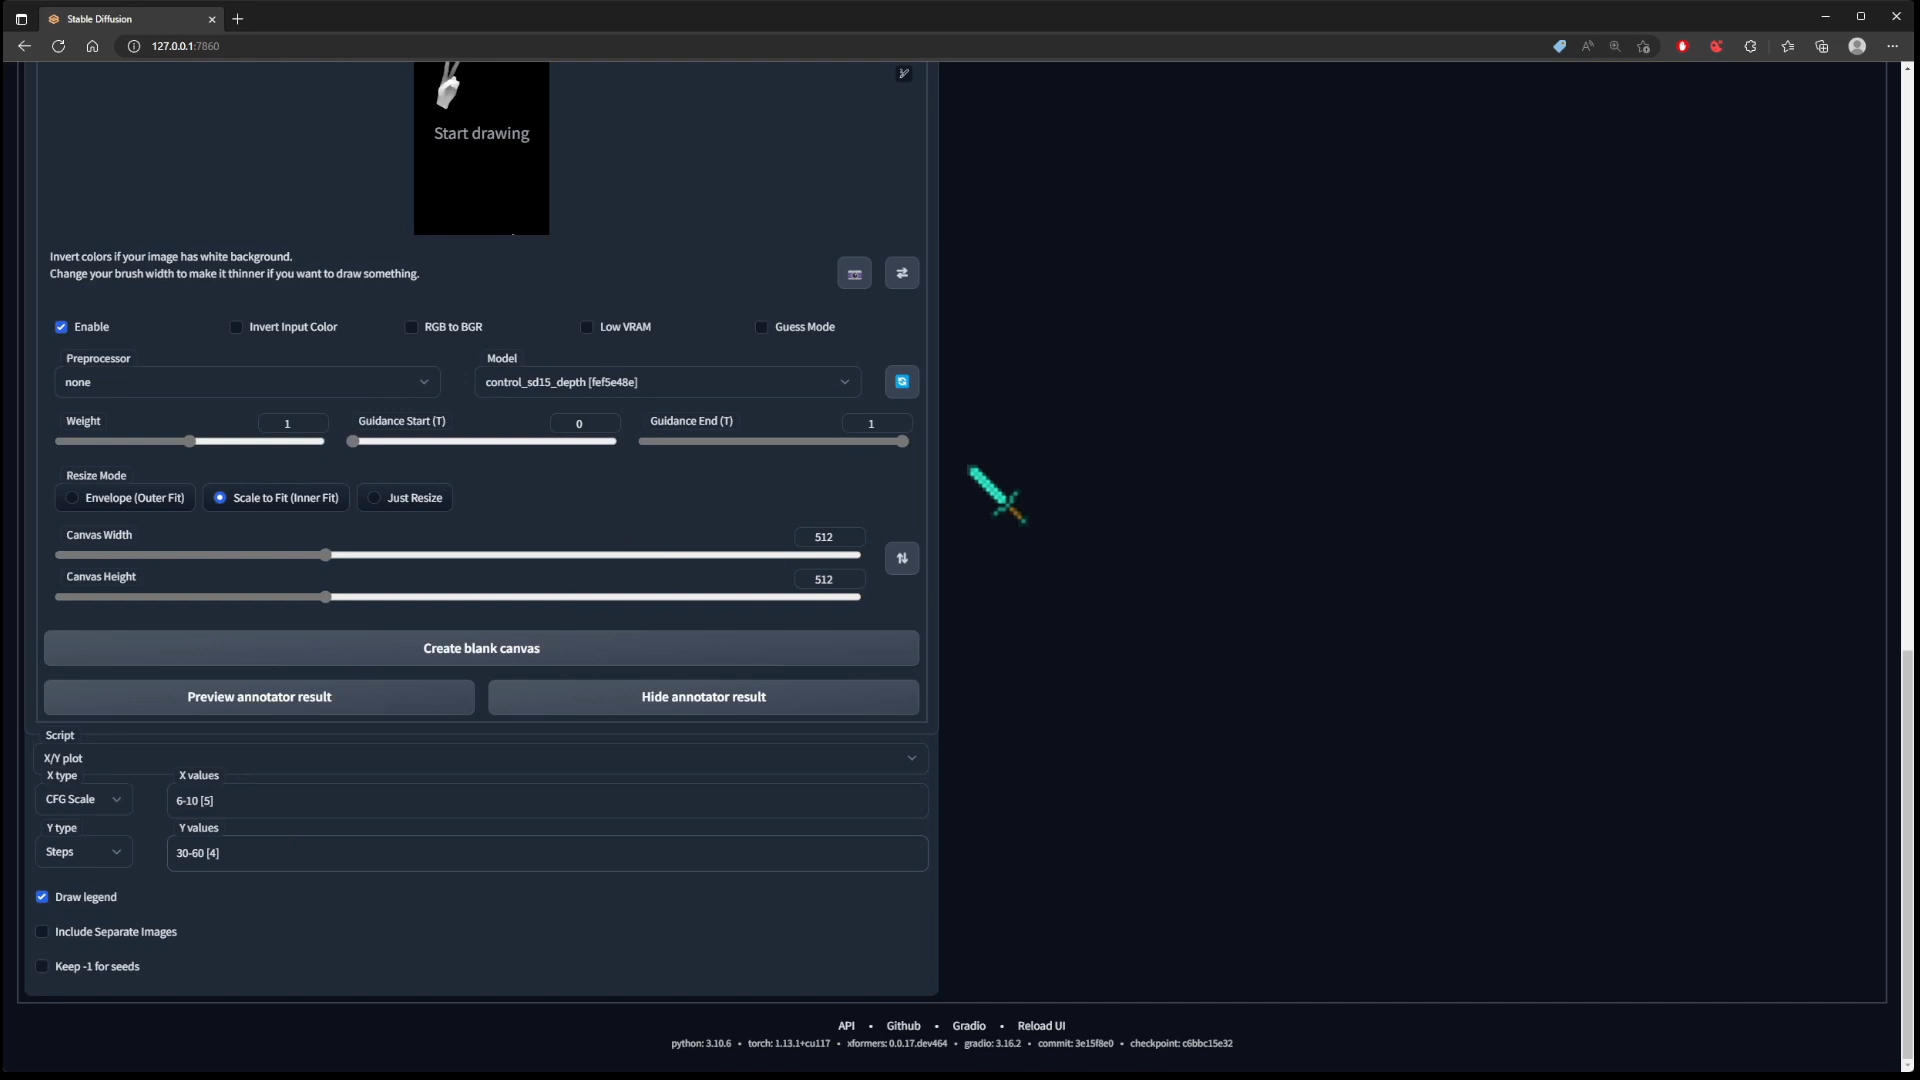 Stable Diffusion
127.0.0.1:7860
Start drawing
Invert colors if your image has white background.
Change your brush width to make it thinner if you want to draw something.
Enable
Invert Input Color
RGB to BGR
Low VRAM
Guess Mode
Preprocessor
Model
none
control_sd15_depth [fef5e48e]
Weight
1
Guidance Start (T)
0
Guidance End (T)
1
Resize Mode
Envelope (Outer Fit)
Scale to Fit (Inner Fit)
Just Resize
Canvas Width
512
Canvas Height
512
Create blank canvas
Preview annotator result
Hide annotator result
Script
X/Y plot
X type
X values
CFG Scale
6-10 [5]
Y type
Y values
Steps
30-60 [4]
Draw legend
Include Separate Images
Keep -1 for seeds
API • Github • Gradio • Reload UI
python: 3.10.6 • torch: 1.13.1+cu117 • xformers: 0.0.17.dev464 • gradio: 3.16.2 • commit: 3e15f8e0 • checkpoint: c6bbc15e32